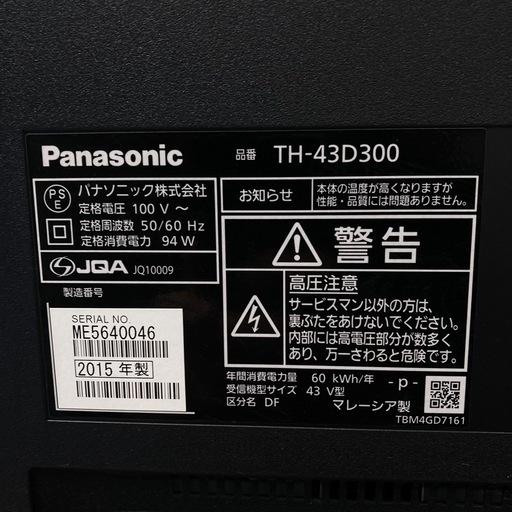 Panasonic 品番 TH-43D300
PS
E
パナソニック株式会社
定格電圧 100 V ～
定格周波数 50/60 Hz
定格消費電力 94 W
JQA JQ10009
製造番号
SERIAL NO.
ME5640046
2015 年製
お知らせ
本体の温度が高くなりますが
性能・品質には問題ありません。
警告
高圧注意
サービスマン以外の方は、
裏ぶたをあけないでください。
内部には高電圧部分が数多く
あり、万一さわると危険です。
年間消費電力量 60 kWh/年
受信機型サイズ 43 V型
区分名 DF
-p-
マレーシア製
TBM4GD7161